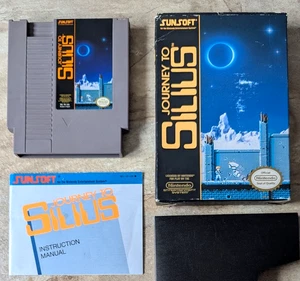 SUNSOFT
JOURNEY TO
SILIUS
SUNSOFT
JOURNEY TO
SILIUS
Nintendo
SUNSOFT
JOURNEY TO
SILIUS
INSTRUCTION
MANUAL